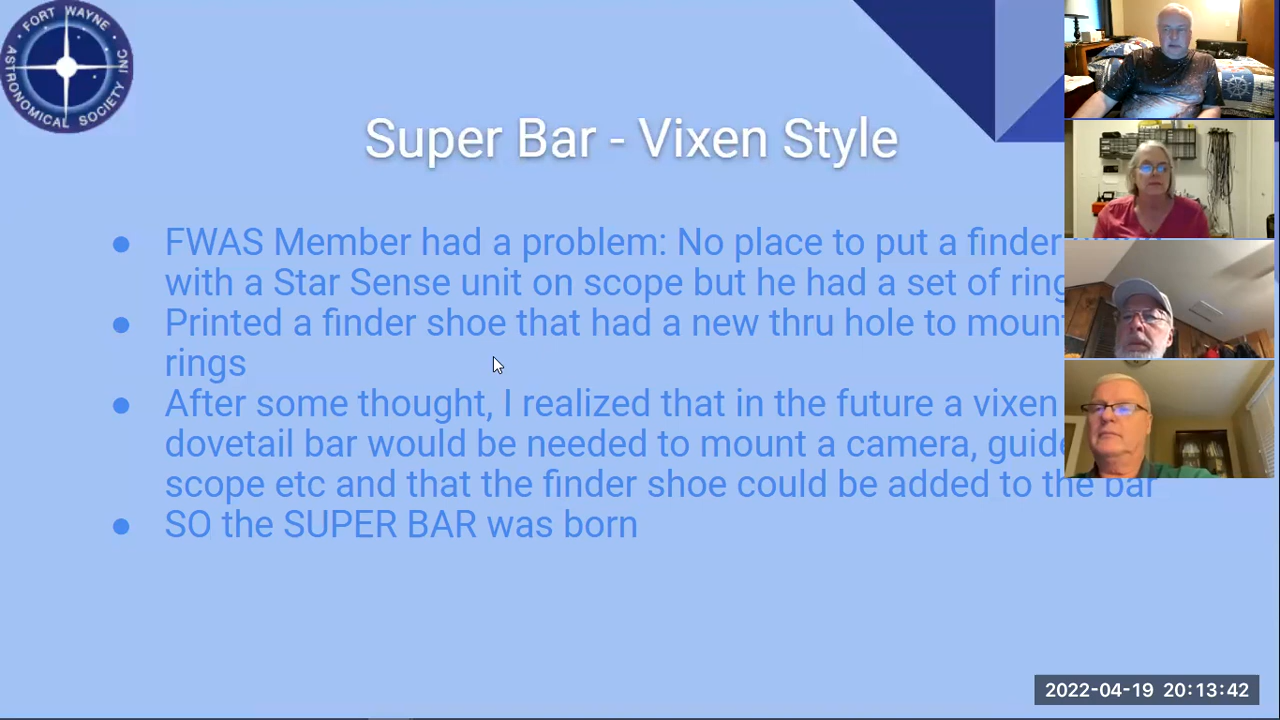 FORT WAYNE
ASTRONOMICAL SOCIETY INC
Super Bar - Vixen Style
● FWAS Member had a problem: No place to put a finder
with a Star Sense unit on scope but he had a set of
● Printed a finder shoe that had a new thru hole to mount
rings
● After some thought, I realized that in the future a vixen
dovetail bar would be needed to mount a camera, guide
scope etc and that the finder shoe could be added to the bar
● SO the SUPER BAR was born
2022-04-19 20:13:42